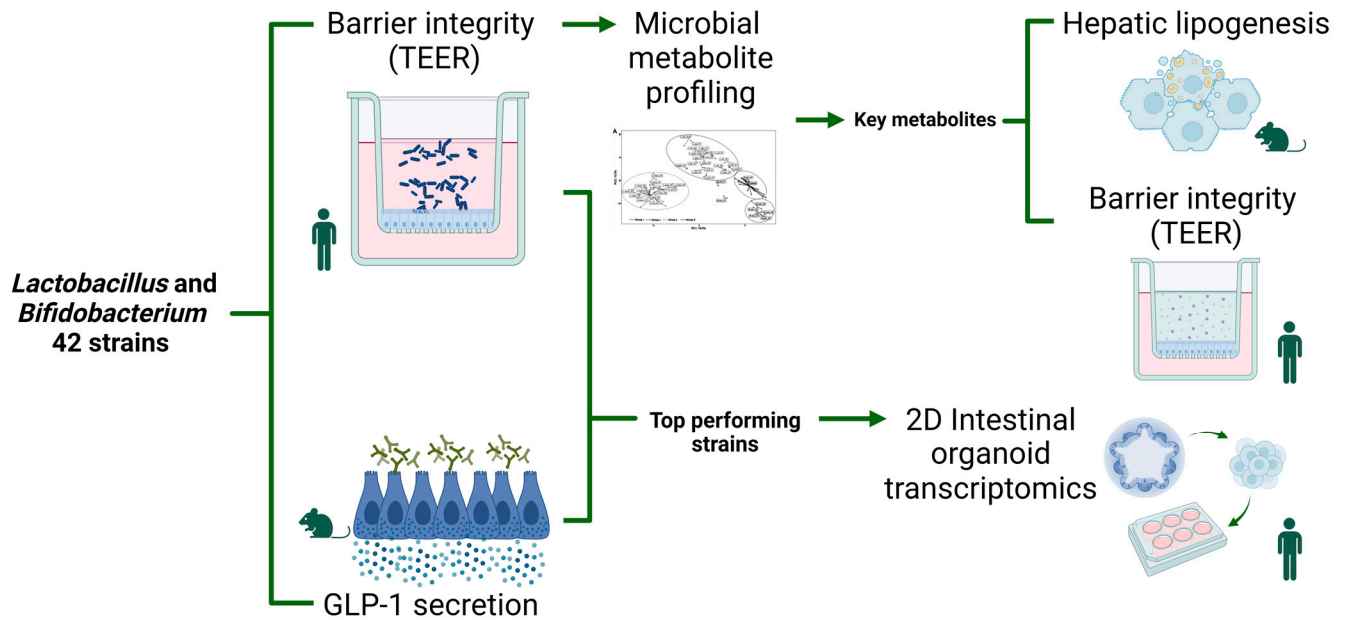 Barrier integrity
(TEER)
Microbial
metabolite
profiling
A
Key metabolites
Hepatic lipogenesis
Barrier integrity
(TEER)
Lactobacillus and
Bifidobacterium
42 strains
Top performing
strains
2D Intestinal
organoid
transcriptomics
GLP-1 secretion